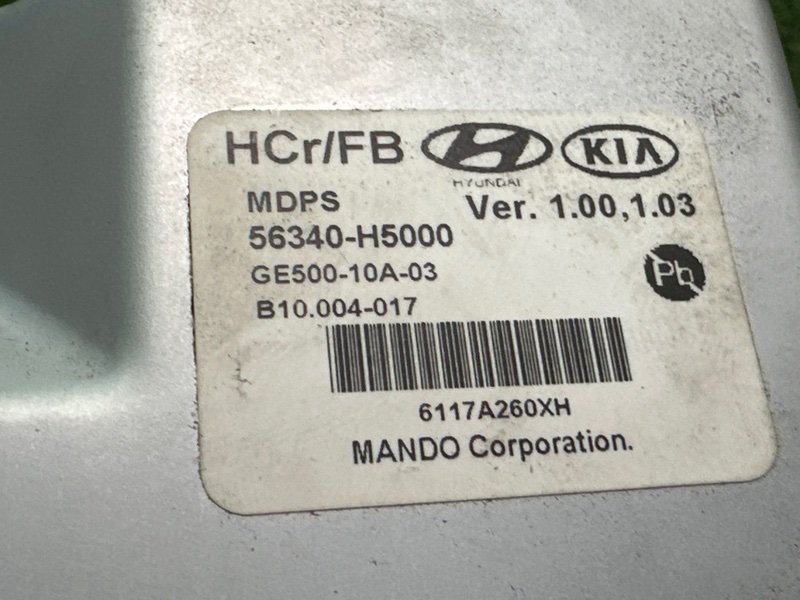 HCr/FB HYUNDAI KIA
MDPS
Ver. 1.00,1.03
56340-H5000
GE500-10A-03
Pb
B10.004-017
6117A260XH
MANDO Corporation.